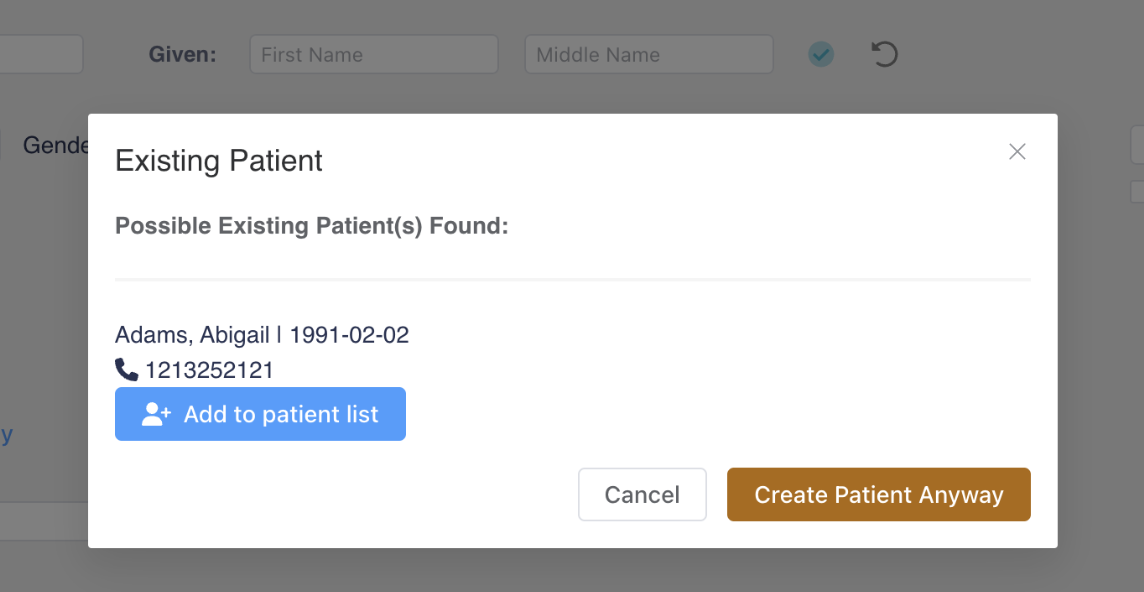 Given: First Name Middle Name
Gende
Existing Patient
Possible Existing Patient(s) Found:
Adams, Abigail | 1991-02-02
1213252121
Add to patient list
y
Cancel Create Patient Anyway